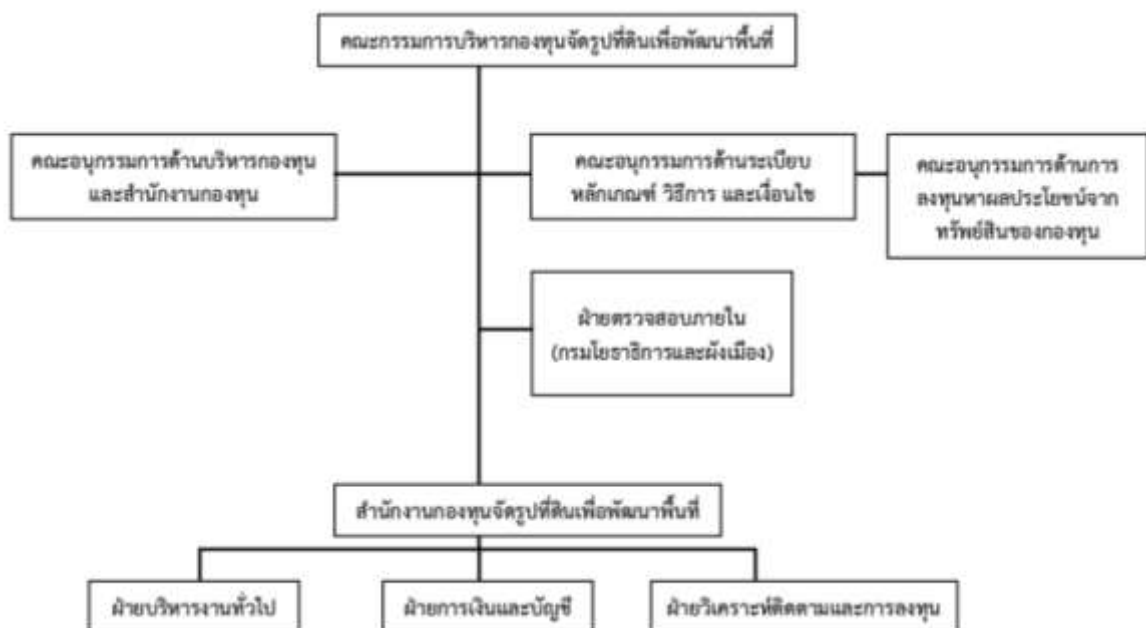 คณะกรรมการบริหารกองทุนจัดรูปที่ดินเพื่อพัฒนาพื้นที่
คณะอนุกรรมการด้านบริหารกองทุน
และสำนักงานกองทุน
คณะอนุกรรมการด้านระเบียบ
หลักเกณฑ์ วิธีการ และเงื่อนไข
คณะอนุกรรมการด้านการ
ลงทุนหาผลประโยชน์จาก
ทรัพย์สินของกองทุน
ฝ่ายตรวจสอบภายใน
(กรมโยธาธิการและผังเมือง)
สำนักงานกองทุนจัดรูปที่ดินเพื่อพัฒนาพื้นที่
ฝ่ายบริหารงานทั่วไป
ฝ่ายการเงินและบัญชี
ฝ่ายวิเคราะห์ติดตามและการลงทุน